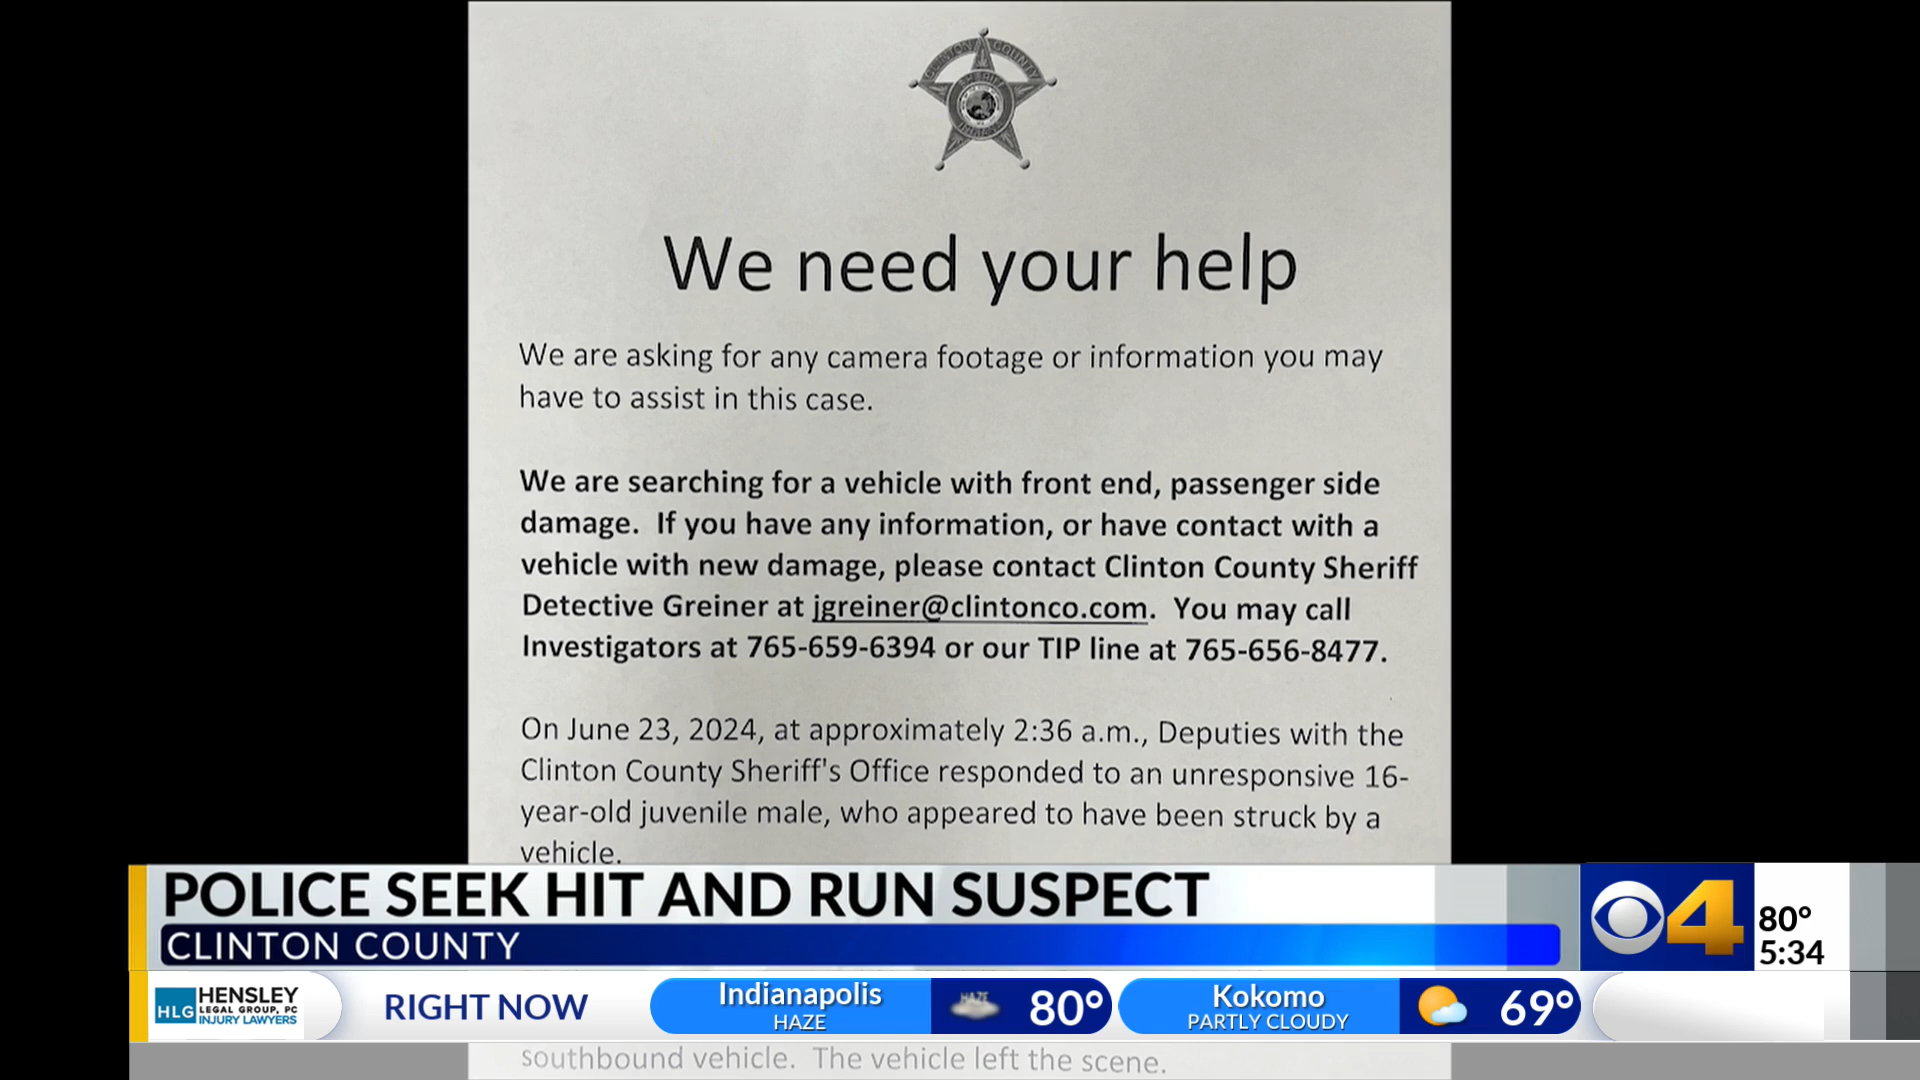 CLINTON COUNTY
SHERIFF
INDIANA
We need your help
We are asking for any camera footage or information you may
have to assist in this case.
We are searching for a vehicle with front end, passenger side
damage.  If you have any information, or have contact with a
vehicle with new damage, please contact Clinton County Sheriff
Detective Greiner at jgreiner@clintonco.com.  You may call
Investigators at 765-659-6394 or our TIP line at 765-656-8477.
On June 23, 2024, at approximately 2:36 a.m., Deputies with the
Clinton County Sheriff's Office responded to an unresponsive 16-
year-old juvenile male, who appeared to have been struck by a
vehicle.
POLICE SEEK HIT AND RUN SUSPECT
CLINTON COUNTY
4
80°
5:34
HLG HENSLEY
LEGAL GROUP, PC
INJURY LAWYERS
RIGHT NOW
Indianapolis
HAZE
HAZE
80°
Kokomo
PARTLY CLOUDY
69°
southbound vehicle.  The vehicle left the scene.